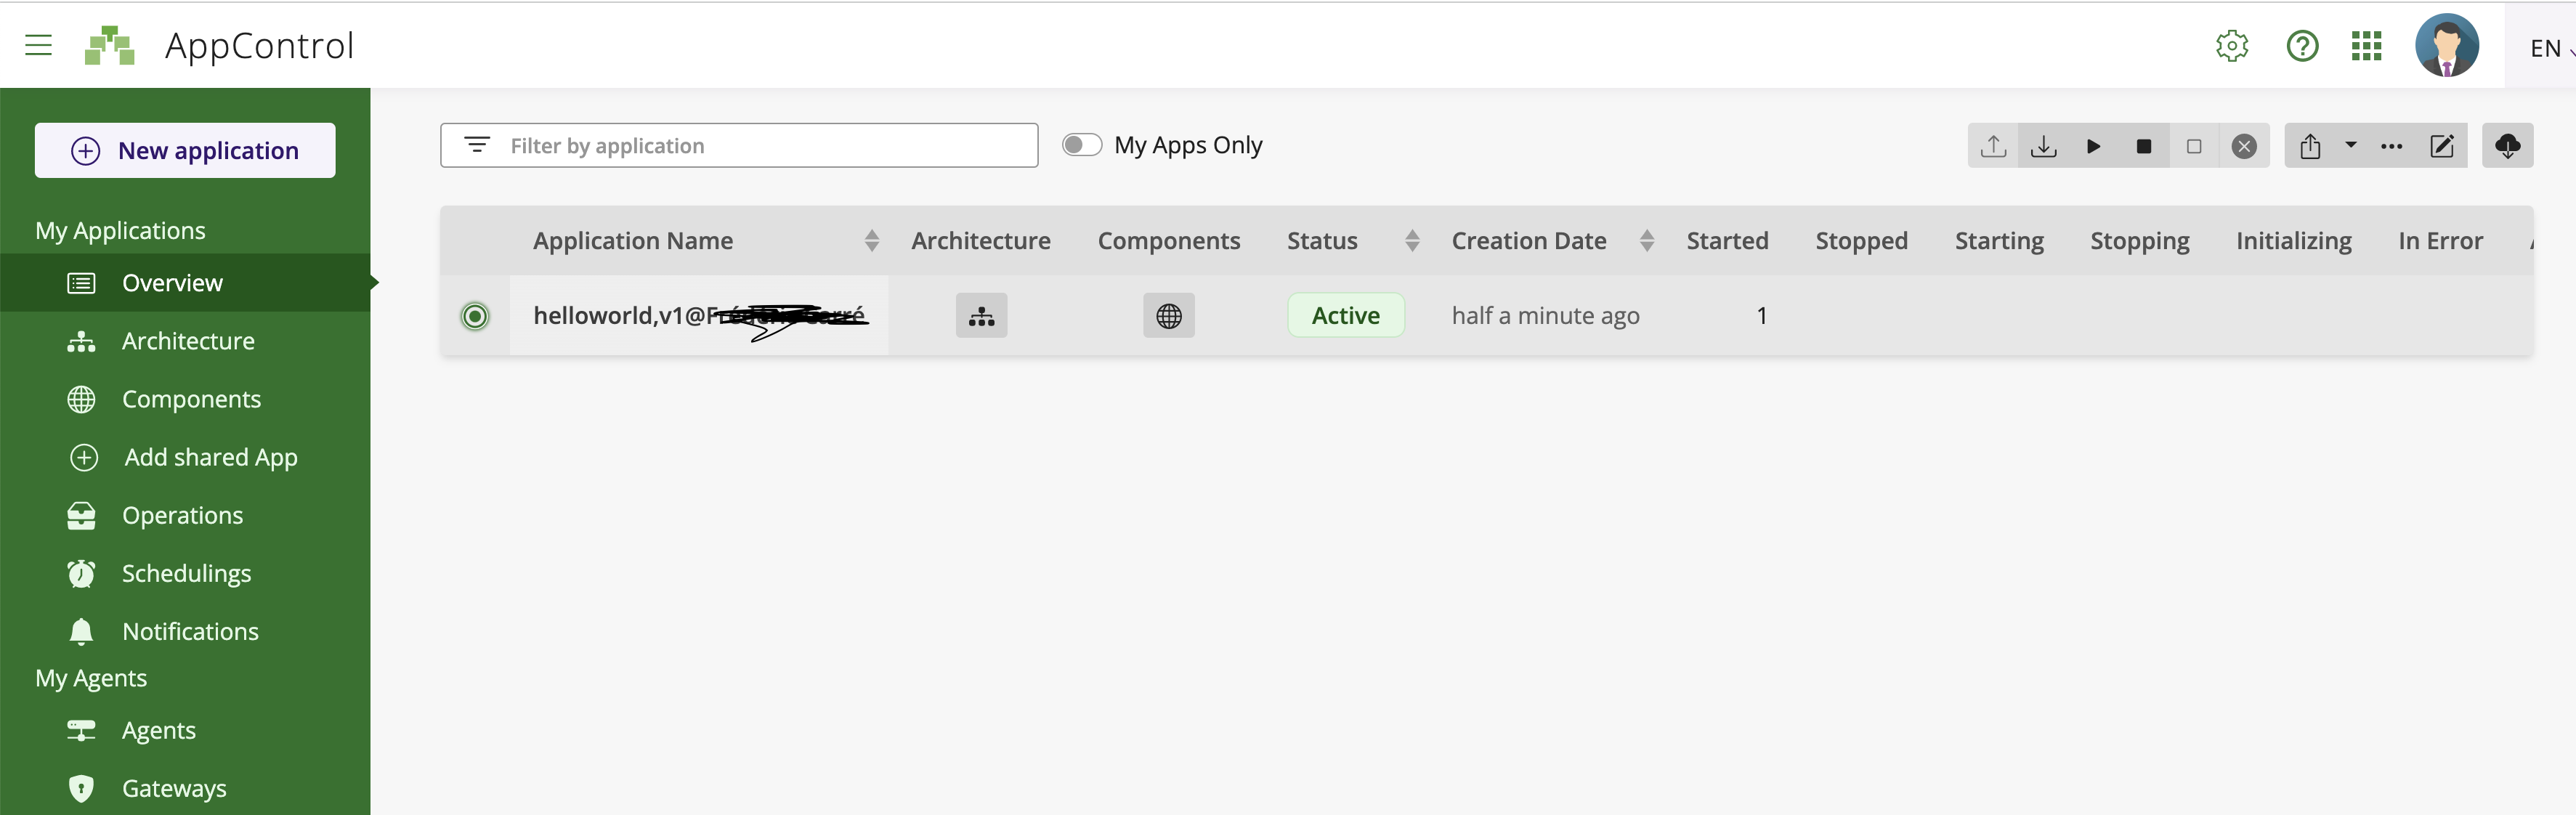 AppControl
EN
New application
Filter by application
My Apps Only
My Applications
Application Name Architecture Components Status Creation Date Started Stopped Starting Stopping Initializing In Error
Overview
helloworld,v1@ Active half a minute ago 1
Architecture
Components
Add shared App
Operations
Schedulings
Notifications
My Agents
Agents
Gateways